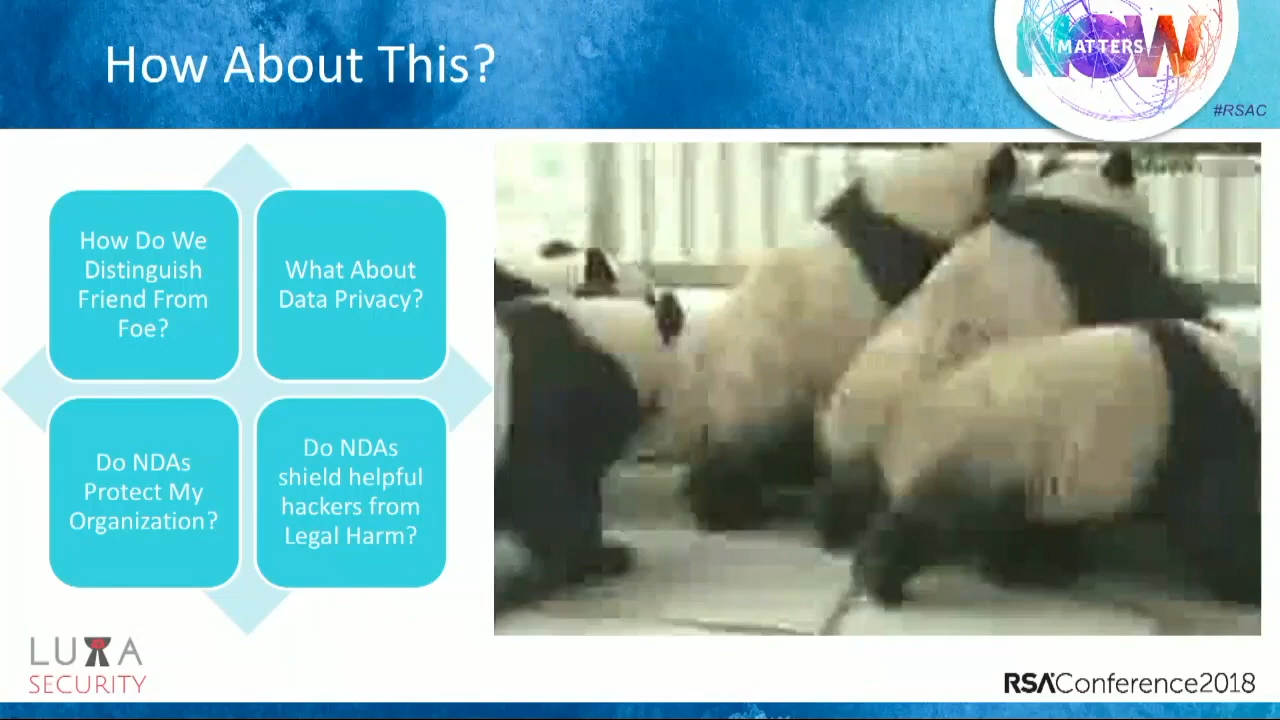 How About This?
NOW
MATTERS
#RSAC
How Do We
Distinguish
Friend From
Foe?
What About
Data Privacy?
Do NDAs
Protect My
Organization?
Do NDAs
shield helpful
hackers from
Legal Harm?
LUTA
SECURITY
RSAConference2018